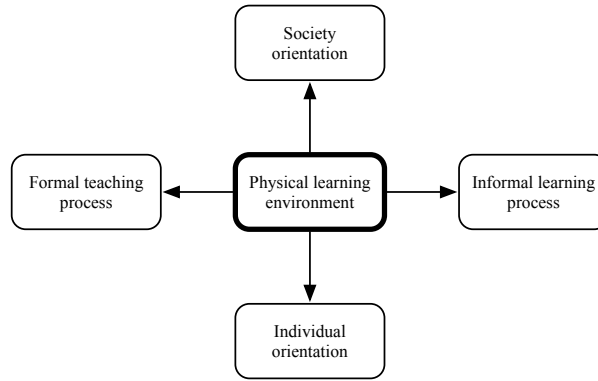 Society
orientation
Formal teaching
process
Physical learning
environment
Informal learning
process
Individual
orientation